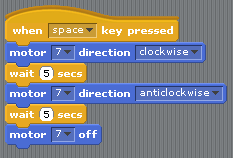 when space key pressed
motor 7 direction clockwise
wait 5 secs
motor 7 direction anticlockwise
wait 5 secs
motor 7 off